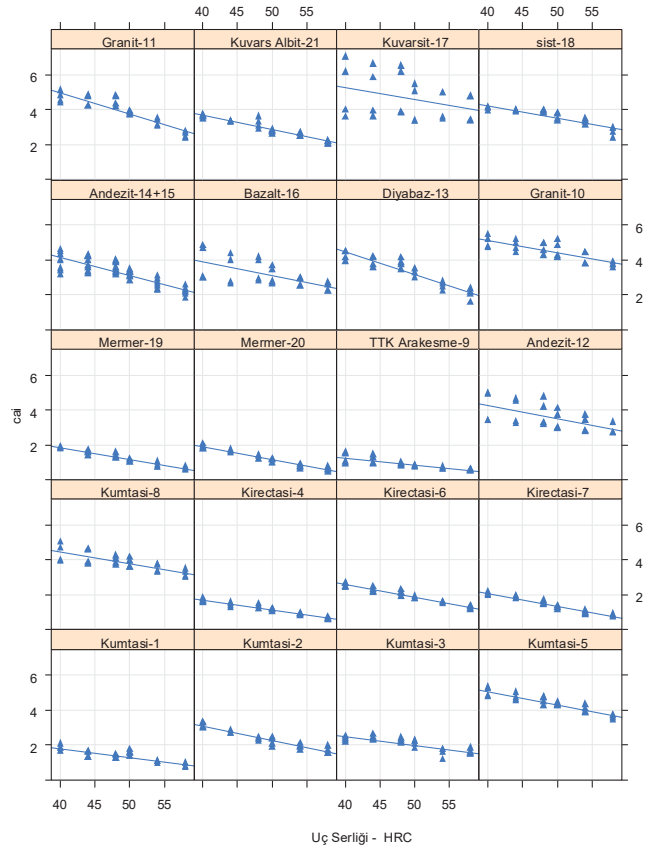 40 45 50 55 40 45 50 55
Granit-11 Kuvars Albit-21 Kuvarsit-17 sist-18
6
4
2
Andezit-14+15 Bazalt-16 Diyabaz-13 Granit-10
6
4
2
Mermer-19 Mermer-20 TTK Arakesme-9 Andezit-12
6
4
2
cai
Kumtasi-8 Kirectasi-4 Kirectasi-6 Kirectasi-7
6
4
2
Kumtasi-1 Kumtasi-2 Kumtasi-3 Kumtasi-5
6
4
2
40 45 50 55 40 45 50 55
Uç Serliği - HRC